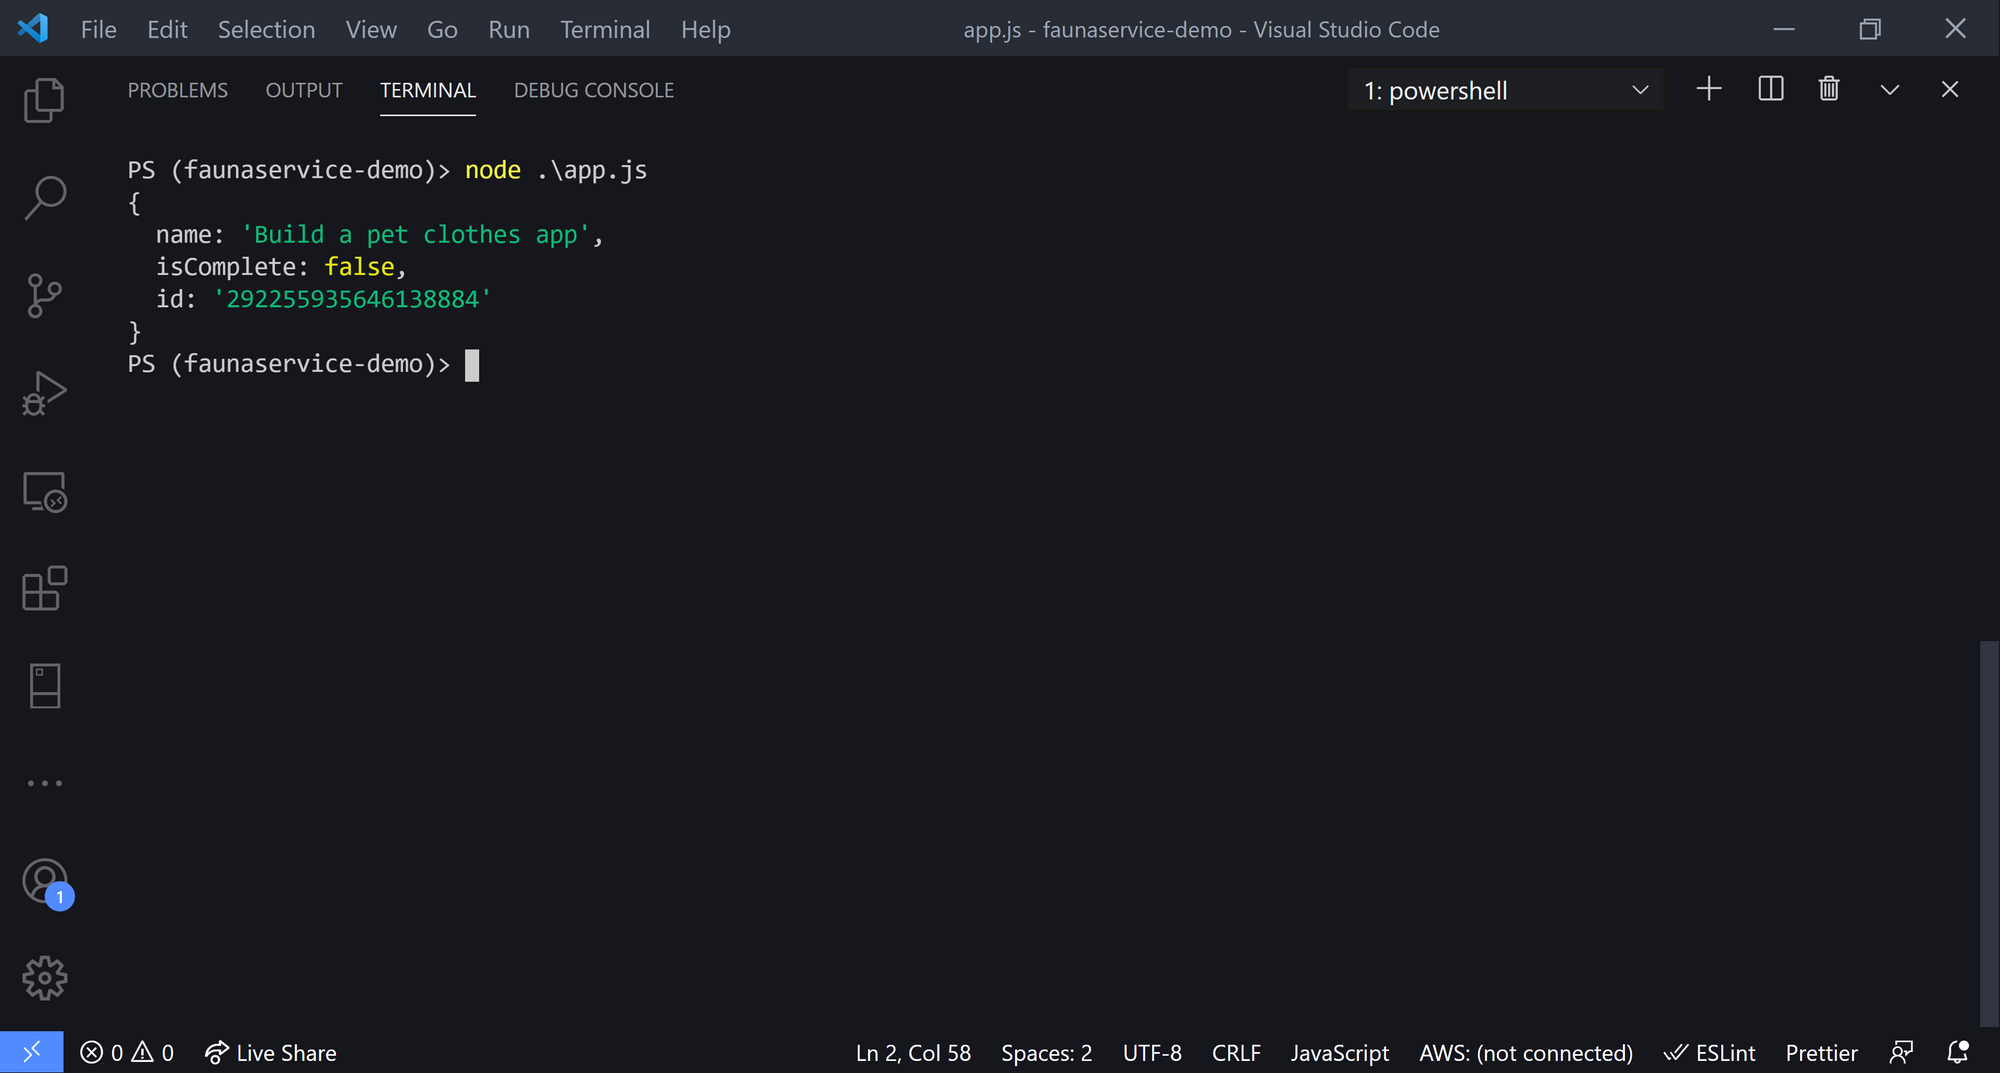 File Edit Selection View Go Run Terminal Help app.js - faunaservice-demo - Visual Studio Code
PROBLEMS OUTPUT TERMINAL DEBUG CONSOLE 1: powershell
PS (faunaservice-demo)> node .\app.js
{
  name: 'Build a pet clothes app',
  isComplete: false,
  id: '292255935646138884'
}
PS (faunaservice-demo)>
1
0 0 Live Share Ln 2, Col 58 Spaces: 2 UTF-8 CRLF JavaScript AWS: (not connected) ESLint Prettier